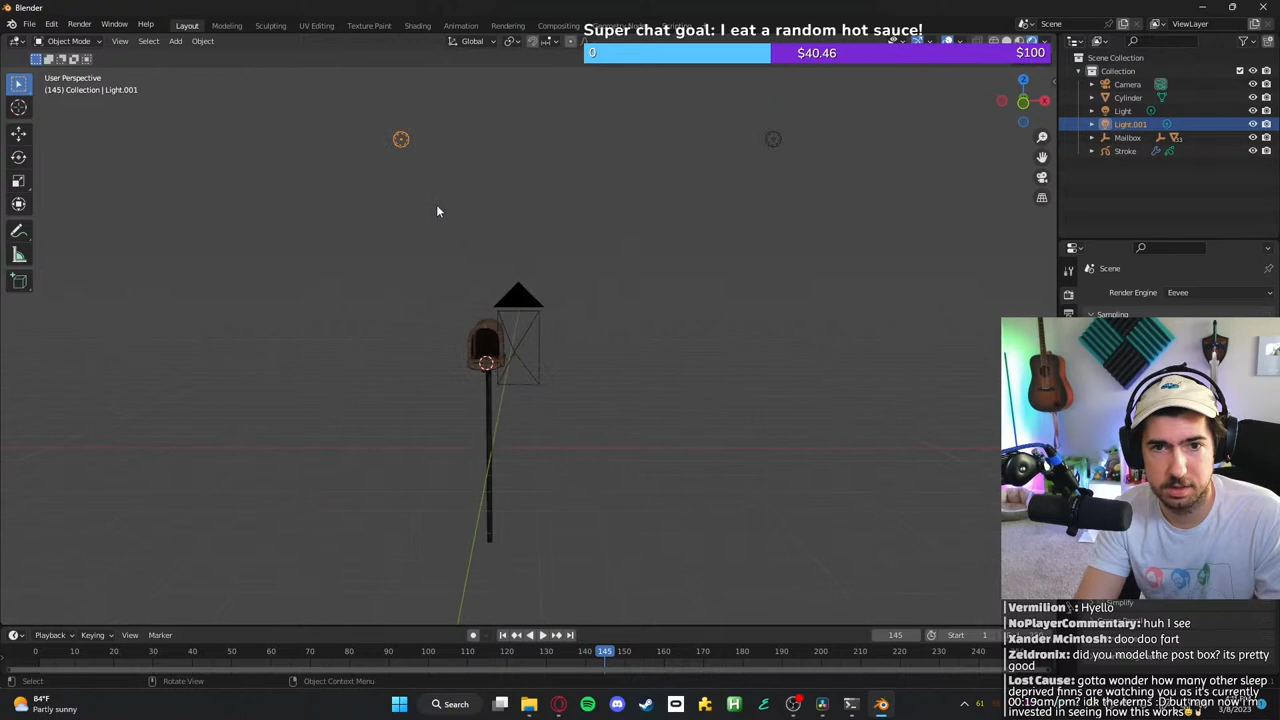 Blender
File Edit Render Window Help Layout Modeling Sculpting UV Editing Texture Paint Shading Animation Rendering Compositing Scene ViewLayer
Super chat goal: I eat a random hot sauce!
Object Mode View Select Add Object Global
0 $40.46 $100
User Perspective
(145) Collection | Light.001
Z
X
Scene Collection
Collection
Camera
Cylinder
Light
Light.001
Mailbox 33
Stroke
Scene
Render Engine Eevee
Sampling
Simplify
Vermilion : Hyello
NoPlayerCommentary: huh I see
Xander Mcintosh: doo doo fart
Zeldronix: did you model the post box? its pretty
good
Lost Cause: gotta wonder how many other sleep
deprived finns are watching you as it's currently
00:19am/pm? idk the terms :D but man now i'm
invested in seeing how this works
Playback Keying View Marker 145 Start 1
0 10 20 30 40 50 60 70 80 90 100 110 120 130 140 145 150 160 170 180 190 200 210 220 230 240
Select Rotate View Object Context Menu
84°F
Partly sunny
Search
61
3/8/2023